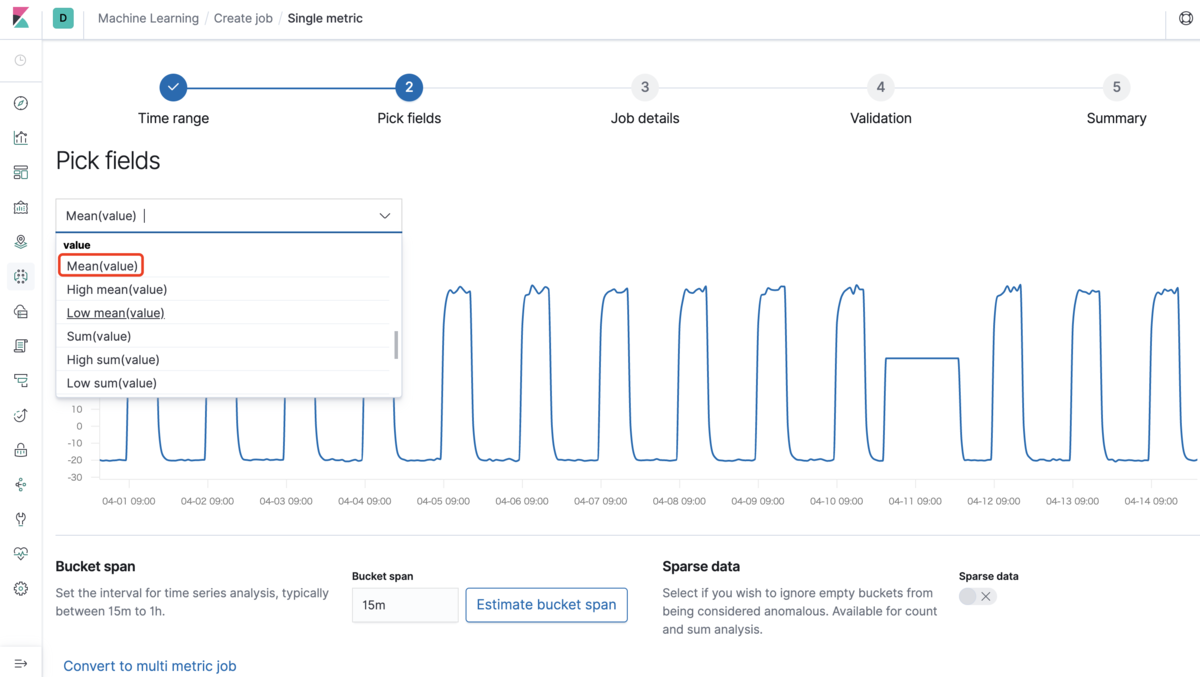 D Machine Learning / Create job / Single metric
2 3 4 5
Time range Pick fields Job details Validation Summary
Pick fields
Mean(value)
value
Mean(value)
High mean(value)
Low mean(value)
Sum(value)
High sum(value)
Low sum(value)
10
0
-10
-20
-30
04-01 09:00 04-02 09:00 04-03 09:00 04-04 09:00 04-05 09:00 04-06 09:00 04-07 09:00 04-08 09:00 04-09 09:00 04-10 09:00 04-11 09:00 04-12 09:00 04-13 09:00 04-14 09:00
Bucket span
Set the interval for time series analysis, typically
between 15m to 1h.
Bucket span
15m Estimate bucket span
Sparse data
Select if you wish to ignore empty buckets from
being considered anomalous. Available for count
and sum analysis.
Sparse data
Convert to multi metric job